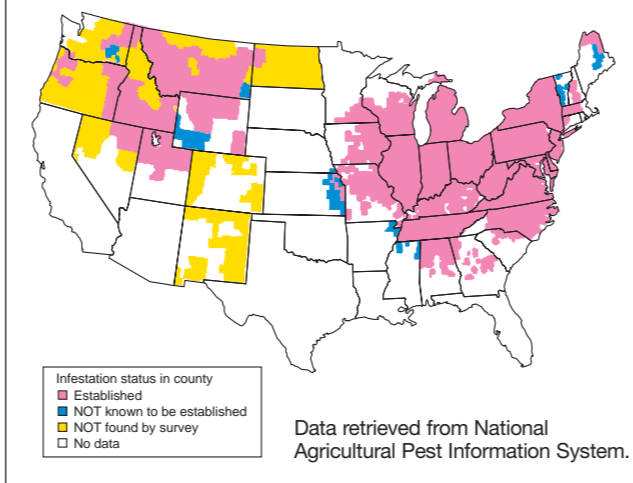 Infestation status in county
Established
NOT known to be established
NOT found by survey
No data
Data retrieved from National
Agricultural Pest Information System.